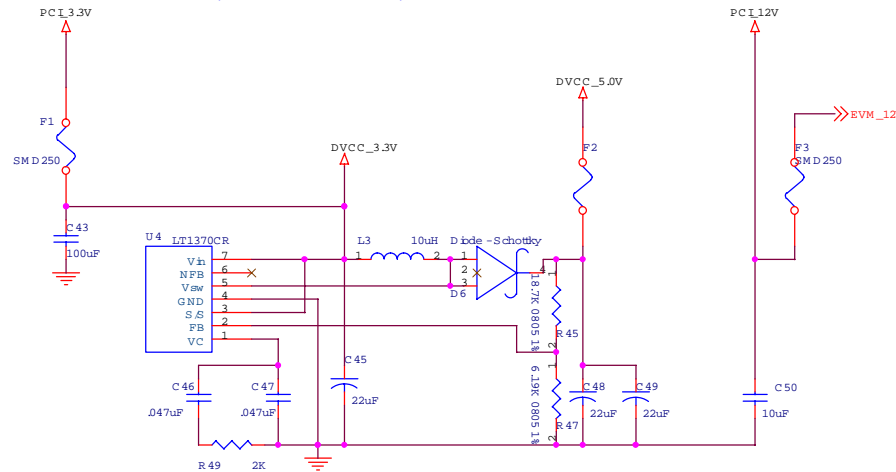 PCI_3.3V
PCI_12V
DVCC_5.0V
EVM_12
F1
F2
F3
SMD250
SMD250
DVCC_3.3V
C43
100uF
U4
LT1370CR
L3
10uH
Diode-Schottky
Vin 7
NFB 6
Vsw 5
GND 4
S/S 3
FB 2
VC 1
1
2
1
2
3
4
D6
1
18.7K 0805 1%
R45
2
C45
22uF
1
6.19K 0805 1%
R47
2
C46
.047uF
C47
.047uF
C48
22uF
C49
22uF
C50
10uF
R49
2K